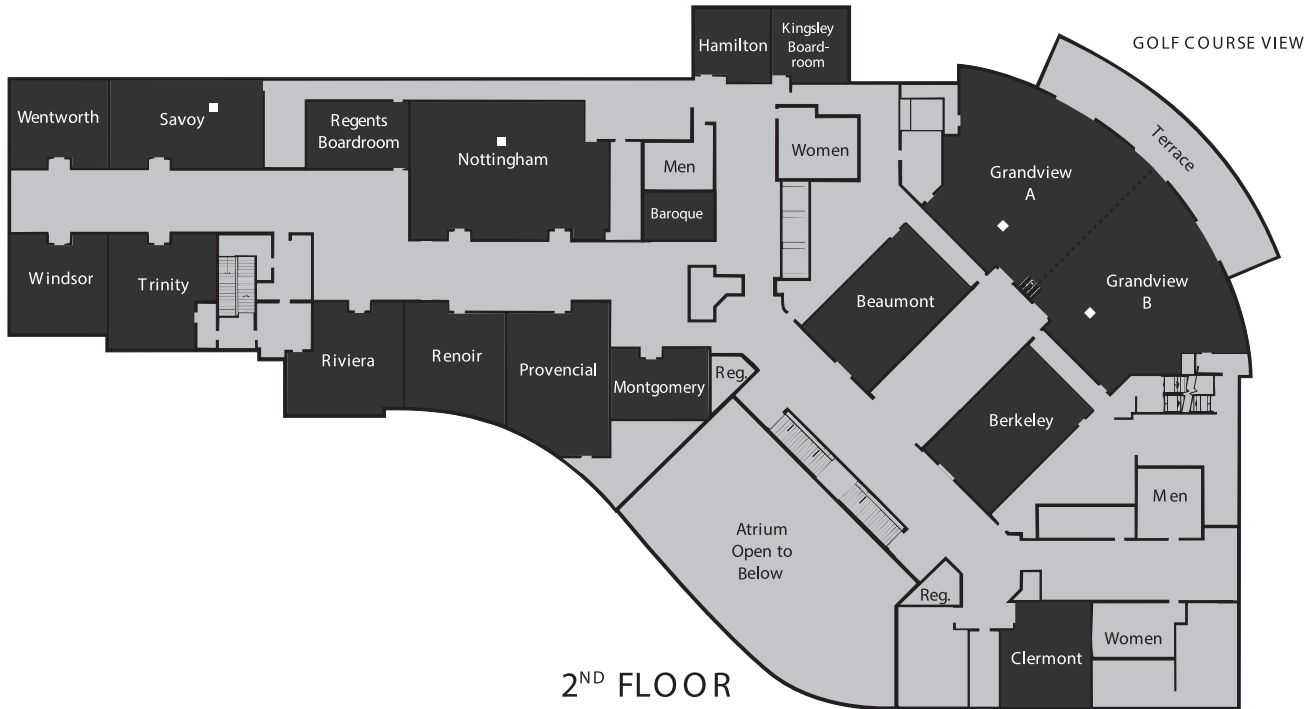 Hamilton
Kingsley
Board-
room
GOLF COURSE VIEW
Wentworth
Savoy
Regents
Boardroom
Nottingham
Men
Women
Baroque
Terrace
Grandview
A
Grandview
B
Windsor
Trinity
Beaumont
Riviera
Renoir
Provencial
Montgomery
Reg.
Berkeley
Men
Atrium
Open to
Below
Reg.
Women
Clermont
2ND FLOOR